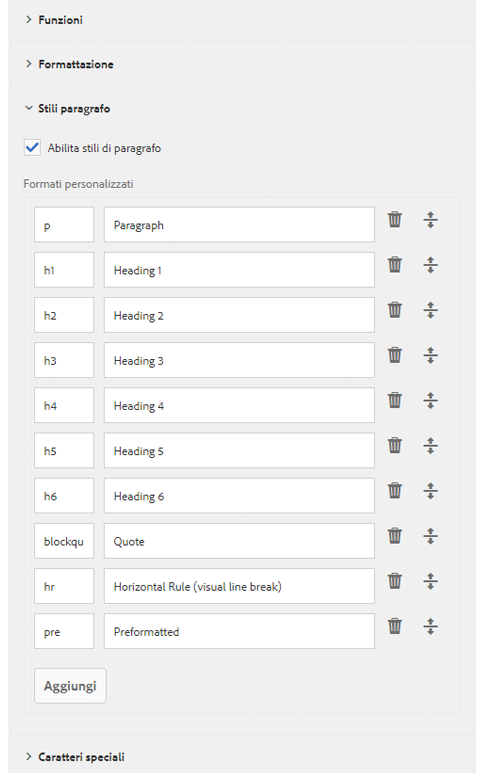 Funzioni
Formattazione
Stili paragrafo
Abilita stili di paragrafo
Formati personalizzati
p Paragraph
h1 Heading 1
h2 Heading 2
h3 Heading 3
h4 Heading 4
h5 Heading 5
h6 Heading 6
blockqu Quote
hr Horizontal Rule (visual line break)
pre Preformatted
Aggiungi
Caratteri speciali